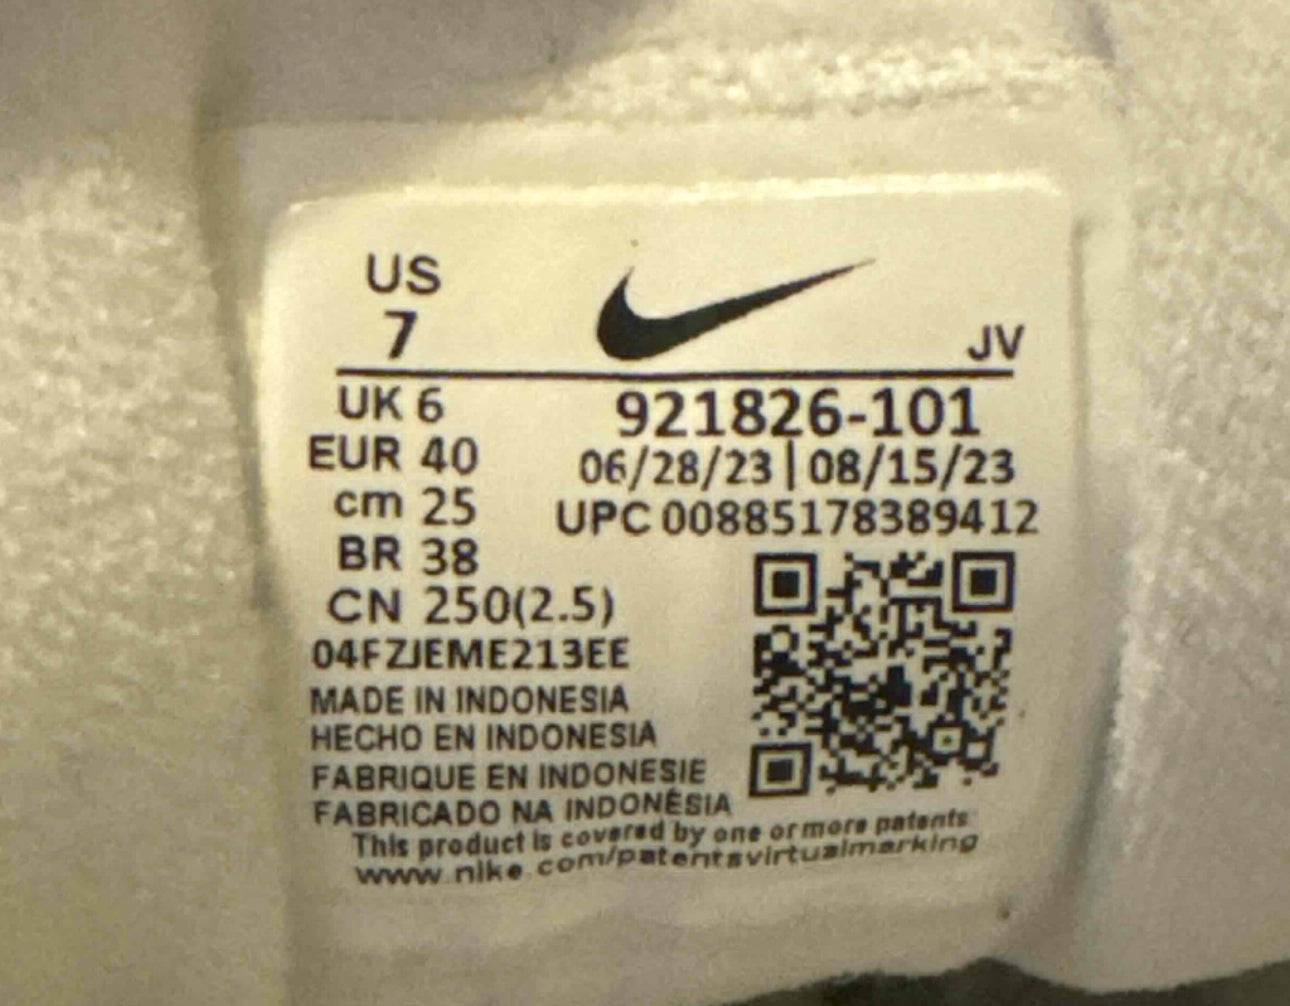 US
7
JV
UK 6
921826-101
EUR 40
06/28/23 | 08/15/23
cm 25
UPC 00885178389412
BR 38
CN 250(2.5)
04FZJEME213EE
MADE IN INDONESIA
HECHO EN INDONESIA
FABRIQUE EN INDONESIE
FABRICADO NA INDONÉSIA
This product is covered by one or more patents
www.nike.com/patentsvirtualmarking